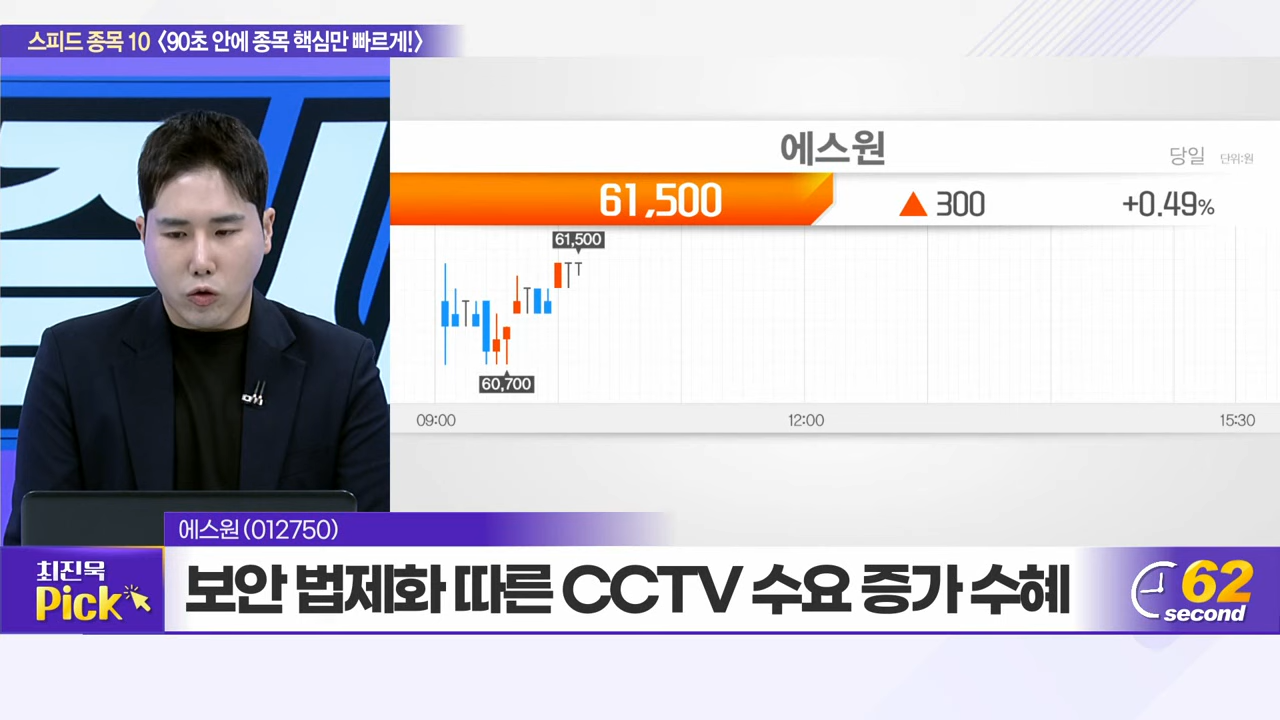 스피드 종목 10 〈90초 안에 종목 핵심만 빠르게!〉
에스원
당일 단위:원
61,500 ▲ 300 +0.49%
61,500
60,700
09:00 12:00 15:30
에스원(012750)
최진욱
Pick
보안 법제화 따른 CCTV 수요 증가 수혜
62
second